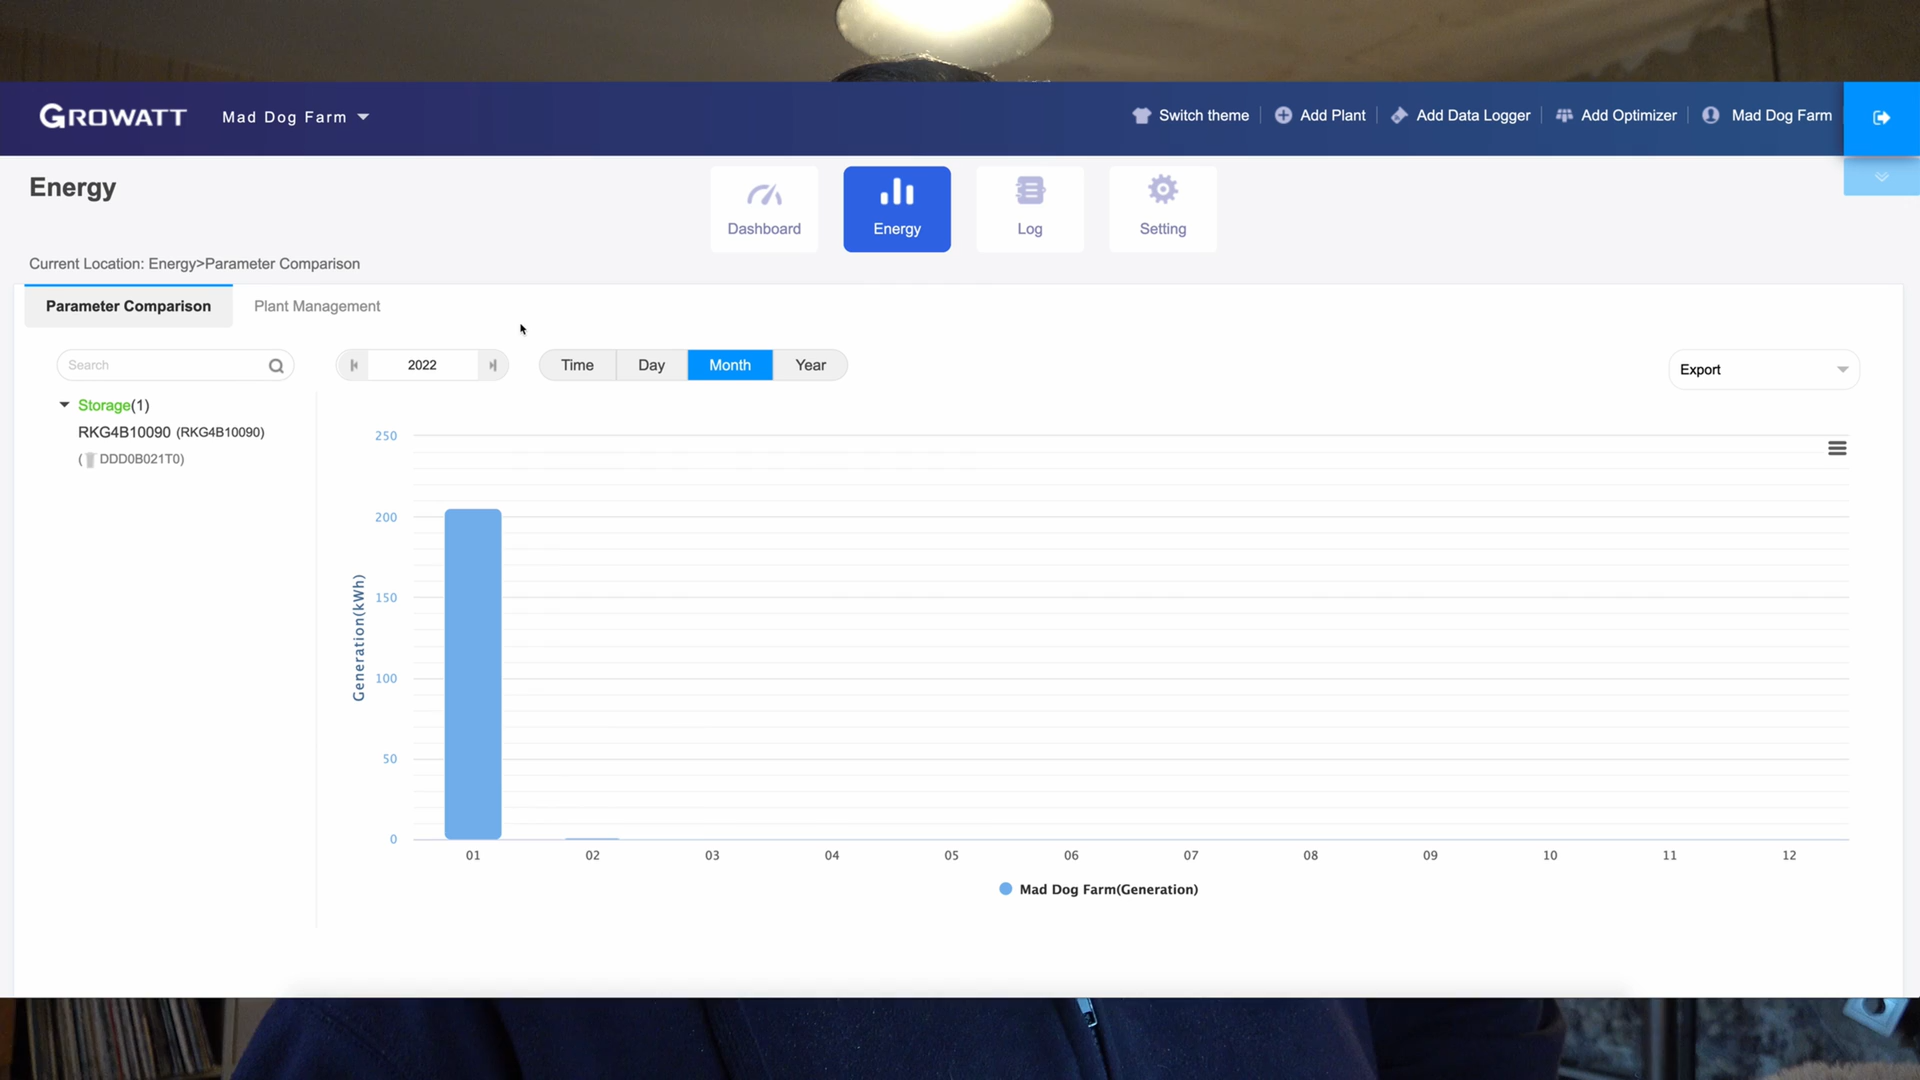 GROWATT
Mad Dog Farm
Switch theme
Add Plant
Add Data Logger
Add Optimizer
Mad Dog Farm
Energy
Dashboard
Energy
Log
Setting
Current Location: Energy>Parameter Comparison
Parameter Comparison
Plant Management
Search
2022
Time
Day
Month
Year
Export
Storage(1)
RKG4B10090 (RKG4B10090)
( DDD0B021T0)
Generation(kWh)
250
200
150
100
50
0
01 02 03 04 05 06 07 08 09 10 11 12
Mad Dog Farm(Generation)